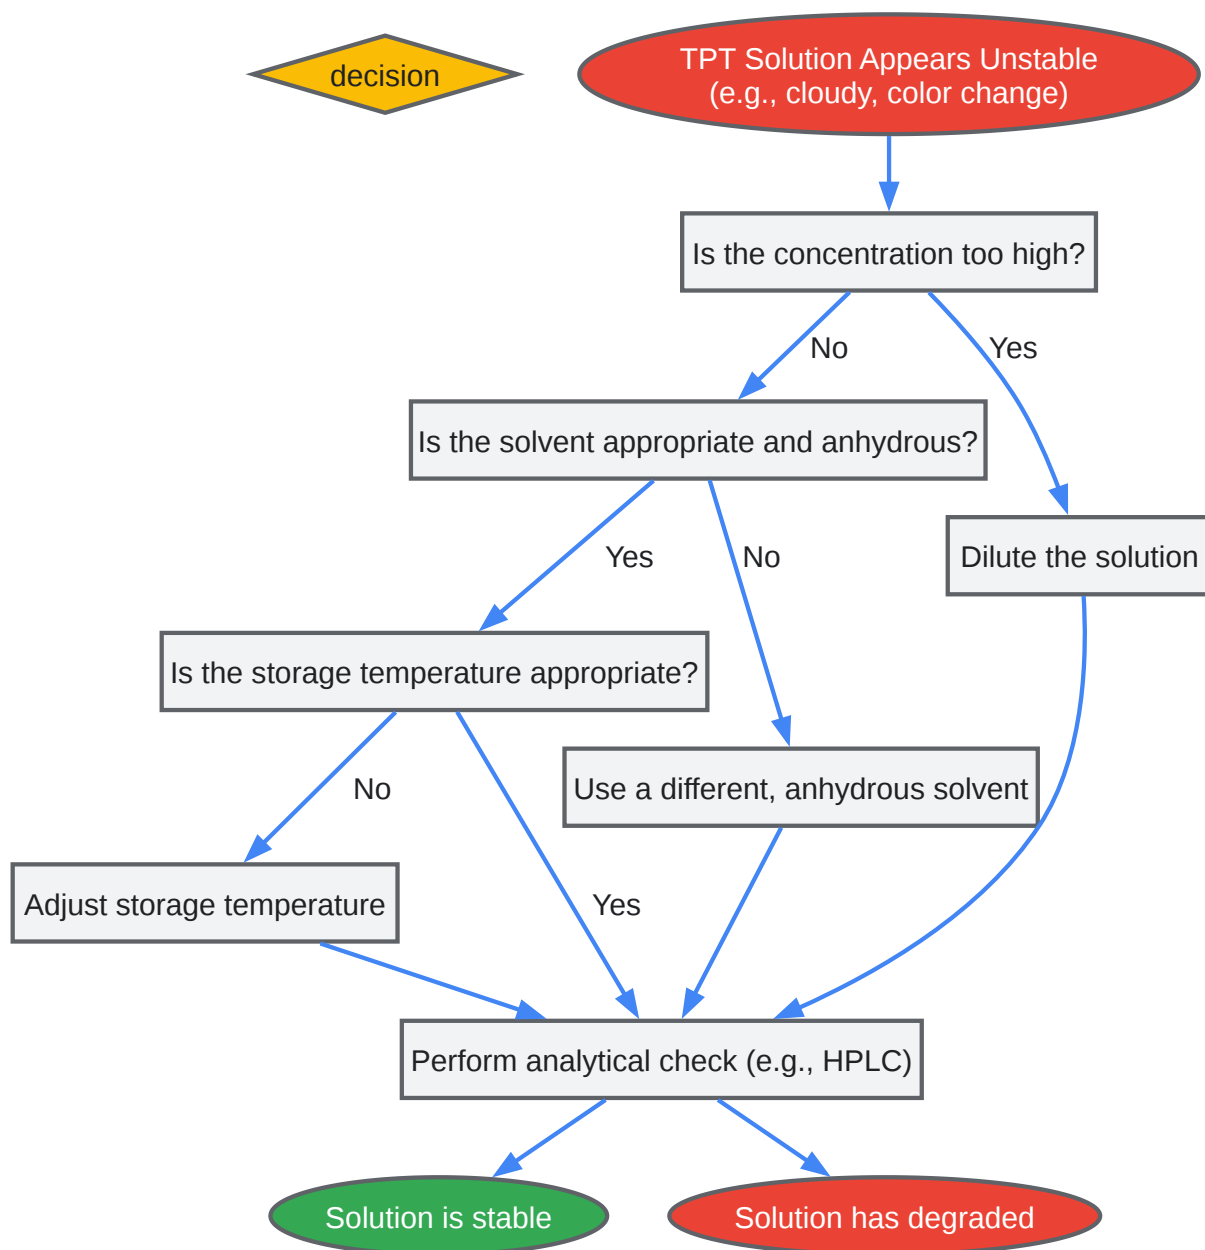 decision
TPT Solution Appears Unstable
(e.g., cloudy, color change)
Is the concentration too high?
No
Yes
Is the solvent appropriate and anhydrous?
Yes
No
Dilute the solution
Is the storage temperature appropriate?
No
Use a different, anhydrous solvent
Adjust storage temperature
Yes
Perform analytical check (e.g., HPLC)
Solution is stable
Solution has degraded